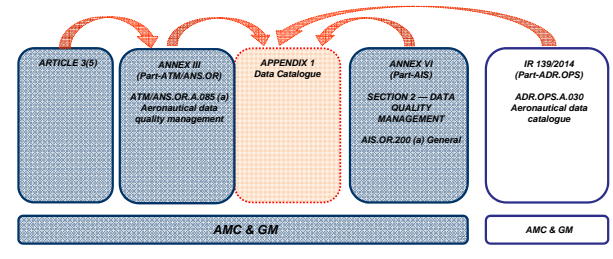 ARTICLE 3(5)
ANNEX III
(Part-ATM/ANS.OR)
ATM/ANS.OR.A.085 (a)
Aeronautical data
quality management
APPENDIX 1
Data Catalogue
ANNEX VI
(Part-AIS)
SECTION 2 — DATA
QUALITY
MANAGEMENT
AIS.OR.200 (a) General
IR 139/2014
(Part-ADR.OPS)
ADR.OPS.A.030
Aeronautical data
catalogue
AMC & GM
AMC & GM